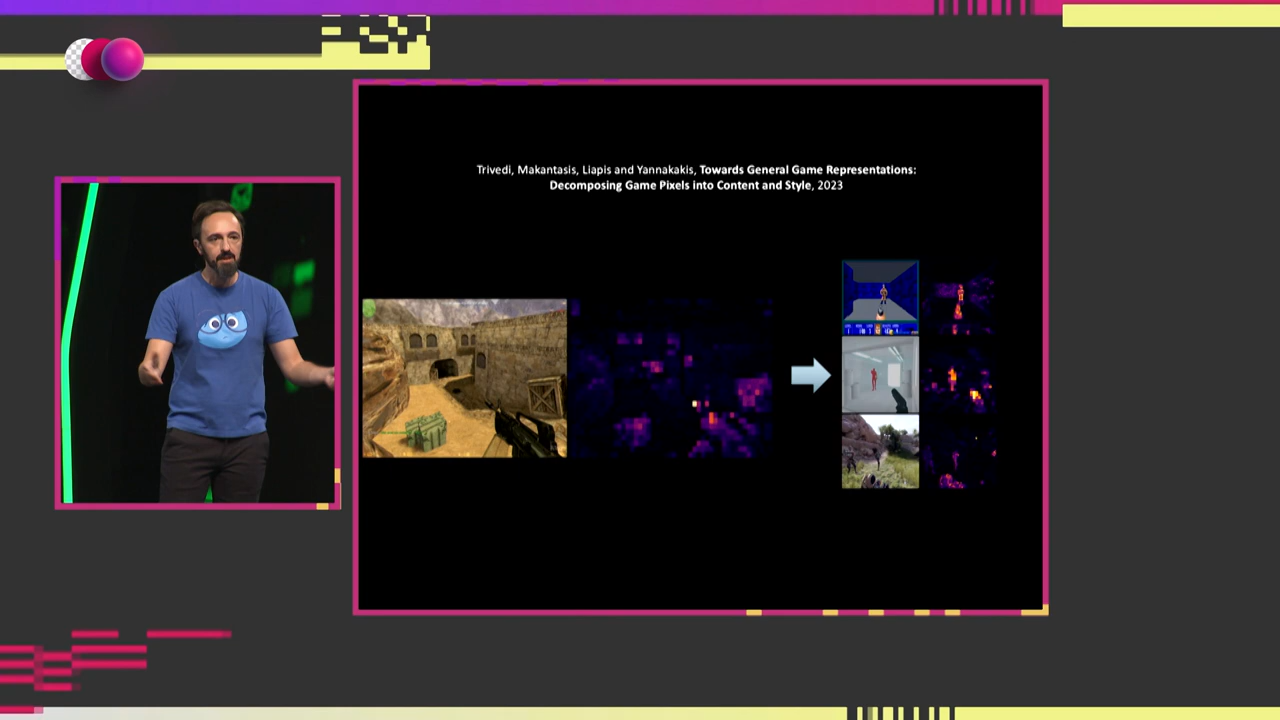 Trivedi, Makantasis, Liapis and Yannakakis, Towards General Game Representations:
Decomposing Game Pixels into Content and Style, 2023